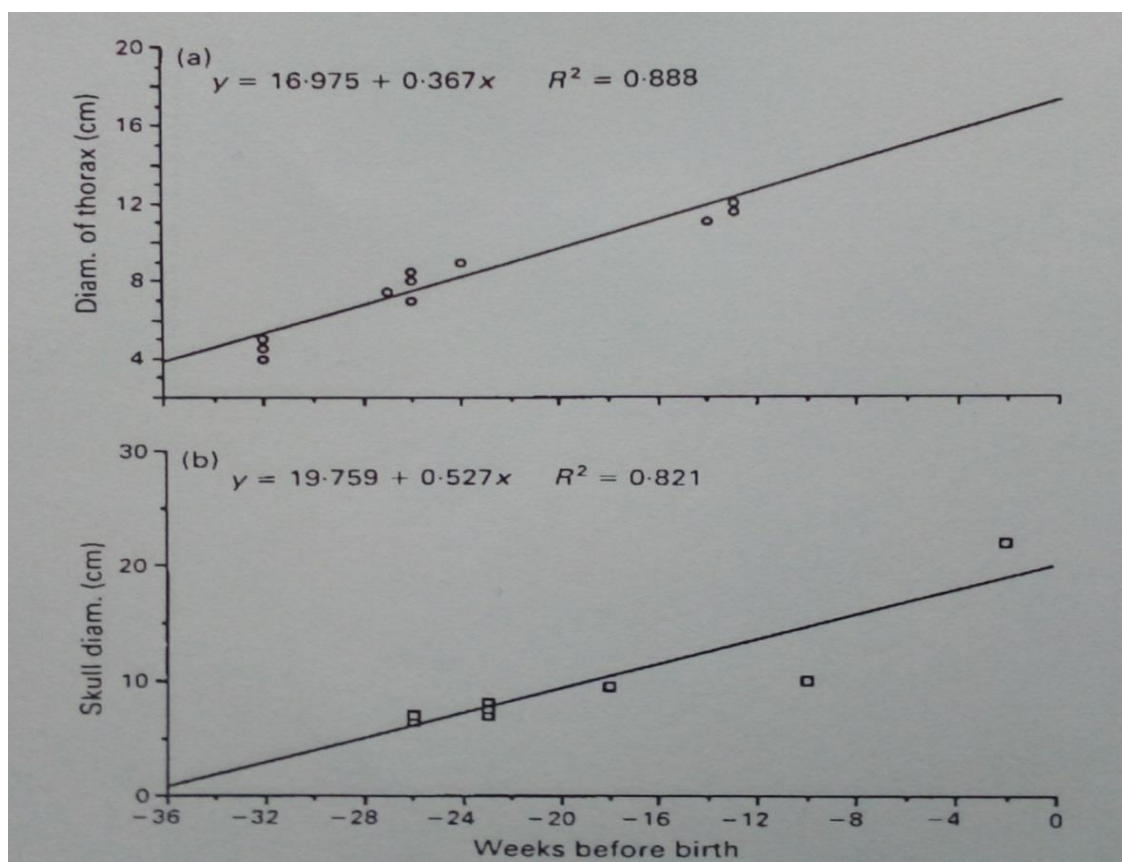 20
(a)
y = 16·975 + 0·367x R² = 0·888
16
12
8
4
Diam. of thorax (cm)
30
(b)
y = 19·759 + 0·527x R² = 0·821
20
10
0
Skull diam. (cm)
−36 −32 −28 −24 −20 −16 −12 −8 −4 0
Weeks before birth